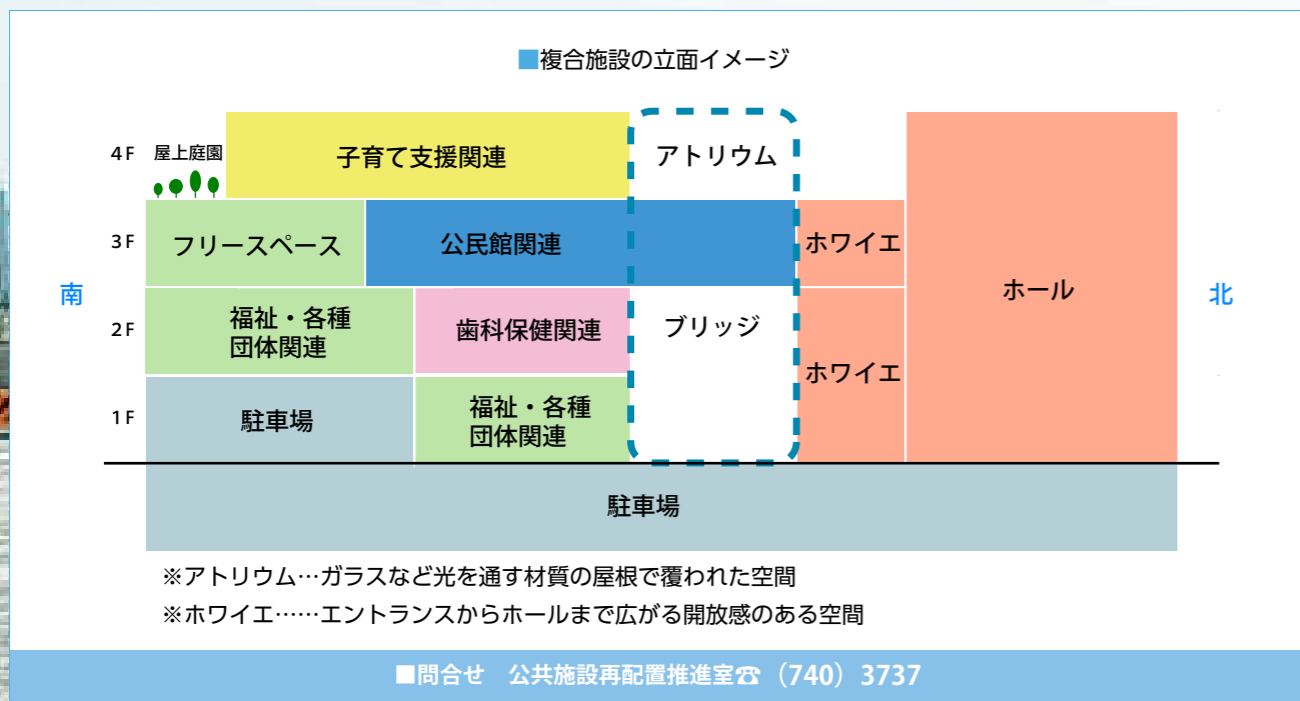 ■複合施設の立面イメージ
4F
屋上庭園
子育て支援関連
アトリウム
3F
フリースペース
公民館関連
ホワイエ
南
ホール
北
2F
福祉・各種
団体関連
歯科保健関連
ブリッジ
ホワイエ
1F
駐車場
福祉・各種
団体関連
駐車場
※アトリウム…ガラスなど光を通す材質の屋根で覆われた空間
※ホワイエ……エントランスからホールまで広がる開放感のある空間
■問合せ　公共施設再配置推進室☎（740）3737